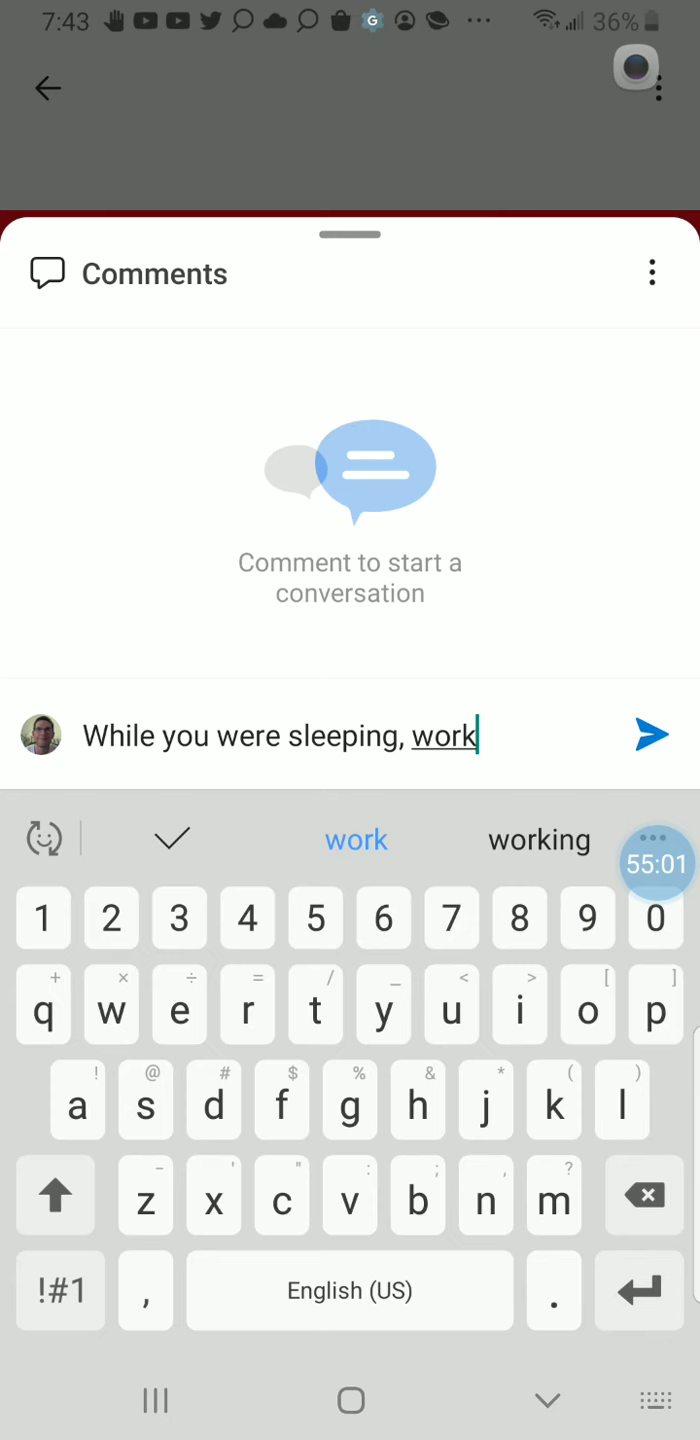 7:43 36%
Comments
Comment to start a
conversation
While you were sleeping, work
work working
55:01
1 2 3 4 5 6 7 8 9 0
+ × ÷ = / _ < > [ ]
q w e r t y u i o p
! @ # $ % & * ( )
a s d f g h j k l
- ' " : ; , ?
z x c v b n m
!#1 , English (US) .